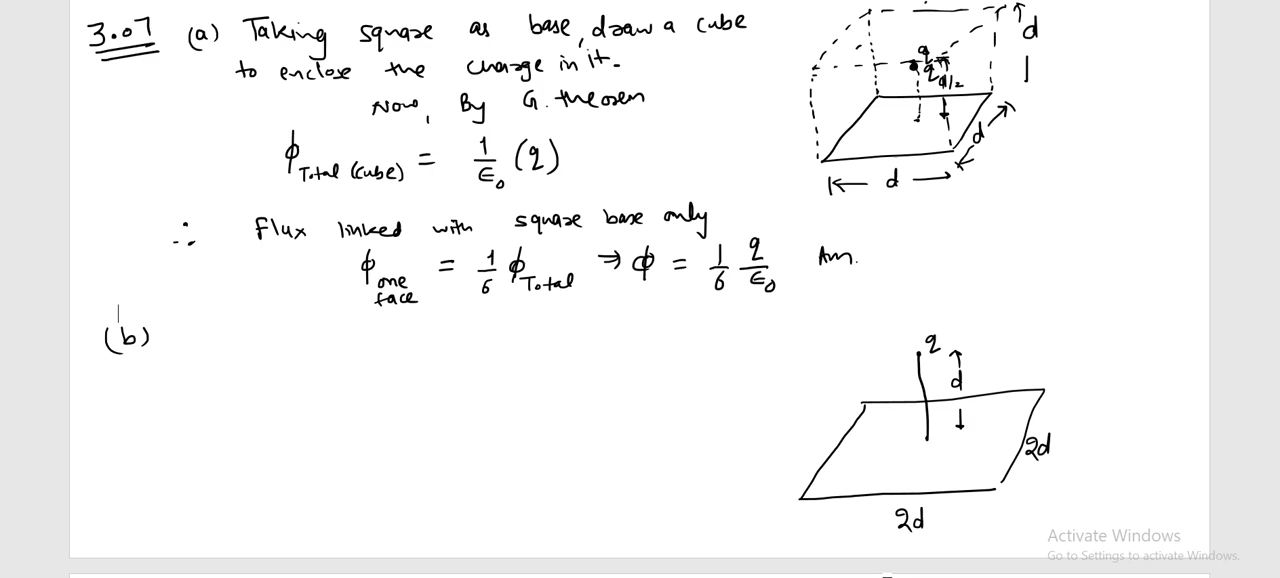 3.07 (a) Taking square as base, draw a cube
to enclose the charge in it.
Now, By G. theorem
ϕ Total (cube) = 1/ε₀ (q)
∴ Flux linked with square base only
ϕ one face = 1/6 ϕ Total ⇒ ϕ = 1/6 q/ε₀ Am.
(b)
d
q
q
d/2
d
d
q
d
2d
2d
Activate Windows
Go to Settings to activate Windows.